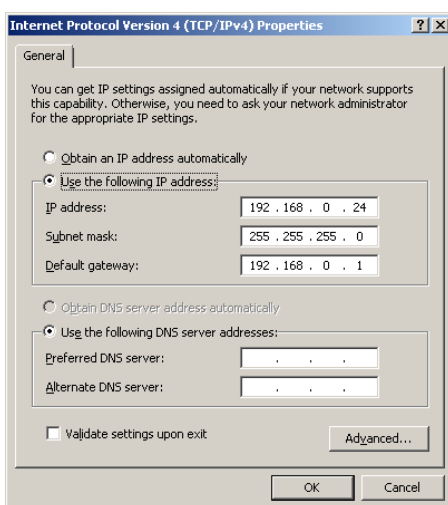 Internet Protocol Version 4 (TCP/IPv4) Properties
General
You can get IP settings assigned automatically if your network supports
this capability. Otherwise, you need to ask your network administrator
for the appropriate IP settings.
Obtain an IP address automatically
Use the following IP address:
IP address: 192 . 168 . 0 . 24
Subnet mask: 255 . 255 . 255 . 0
Default gateway: 192 . 168 . 0 . 1
Obtain DNS server address automatically
Use the following DNS server addresses:
Preferred DNS server: . . .
Alternate DNS server: . . .
Validate settings upon exit
Advanced...
OK Cancel